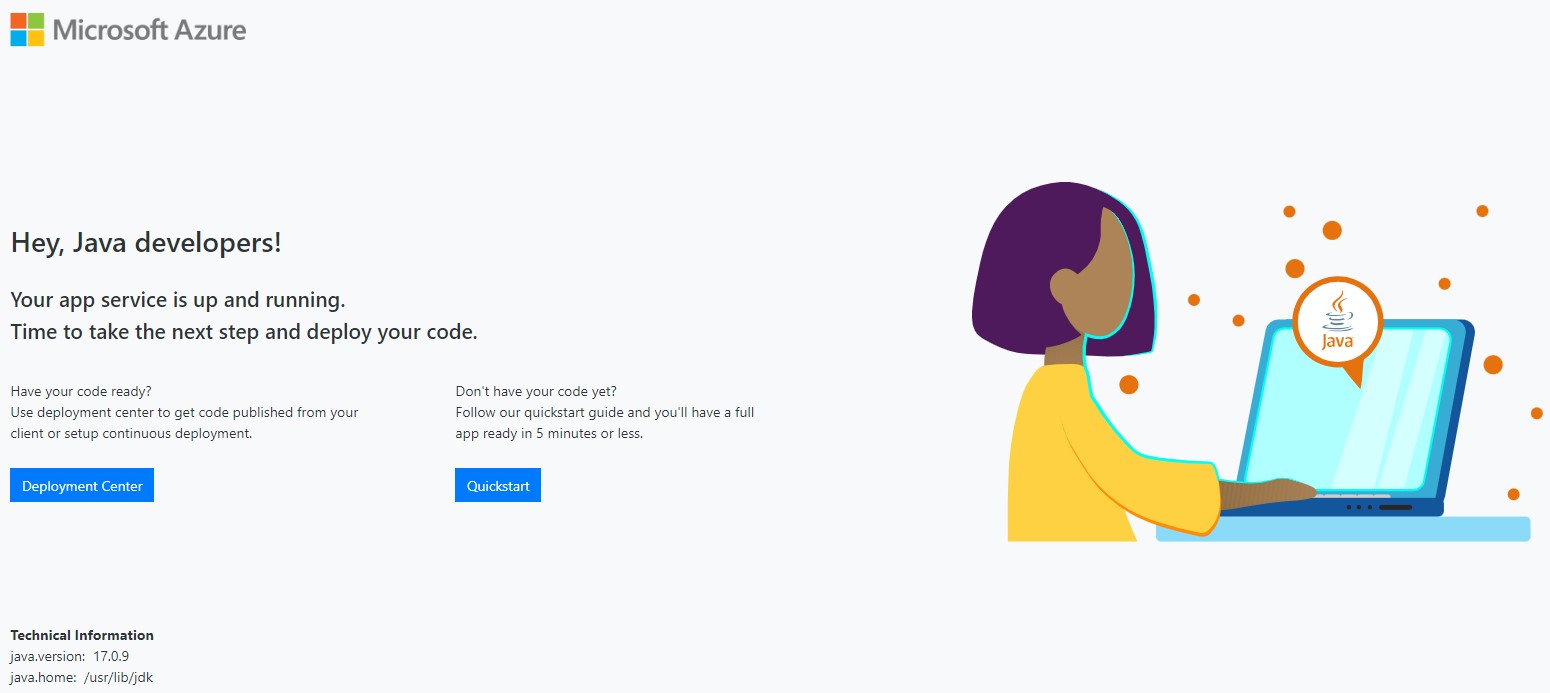 Microsoft Azure
Hey, Java developers!
Your app service is up and running.
Time to take the next step and deploy your code.
Have your code ready?
Use deployment center to get code published from your
client or setup continuous deployment.
Deployment Center
Don't have your code yet?
Follow our quickstart guide and you'll have a full
app ready in 5 minutes or less.
Quickstart
Java
Technical Information
java.version: 17.0.9
java.home: /usr/lib/jdk